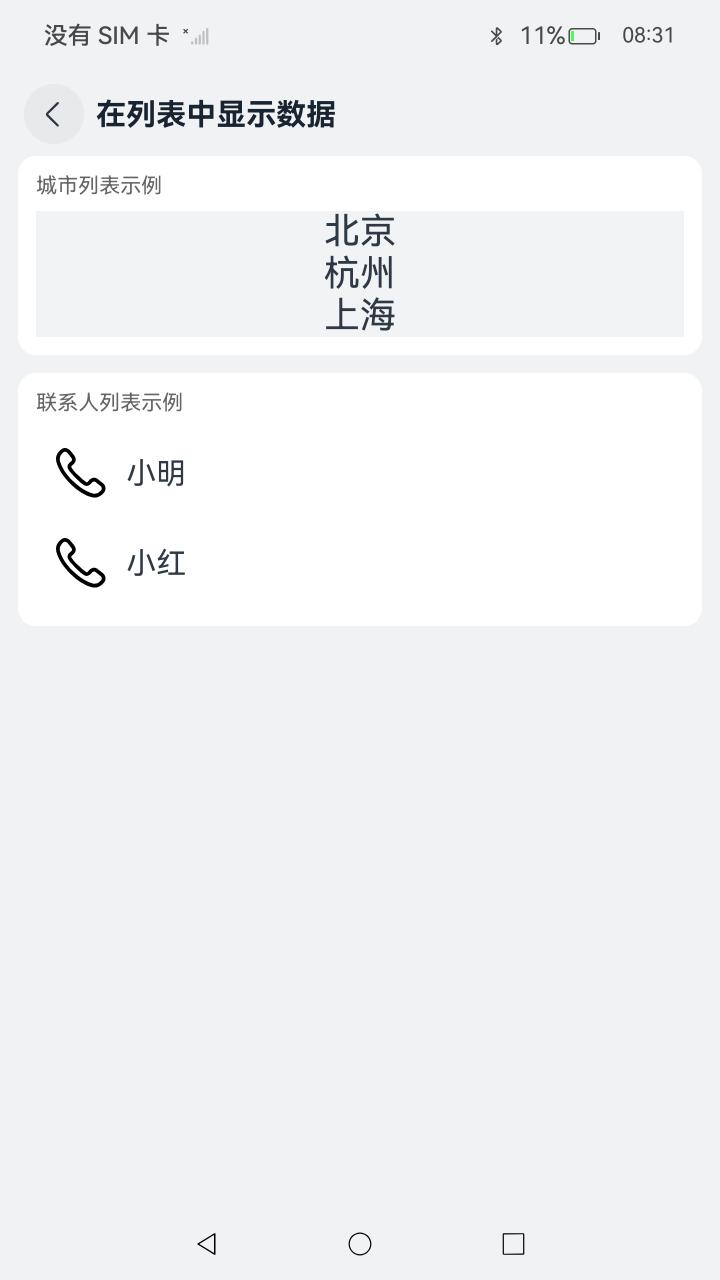 没有 SIM 卡
11%
08:31
在列表中显示数据
城市列表示例
北京
杭州
上海
联系人列表示例
小明
小红